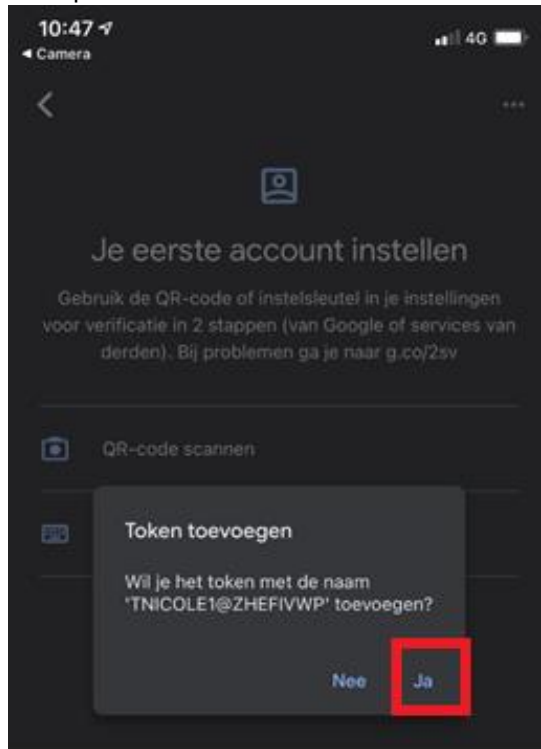 10:47
4G
Camera
Je eerste account instellen
Gebruik de QR-code of instelsleutel in je instellingen
voor verificatie in 2 stappen (van Google of services van
derden). Bij problemen ga je naar g.co/2sv
QR-code scannen
Token toevoegen
Wil je het token met de naam
'TNICOLE1@ZHEFIVWP' toevoegen?
Nee Ja